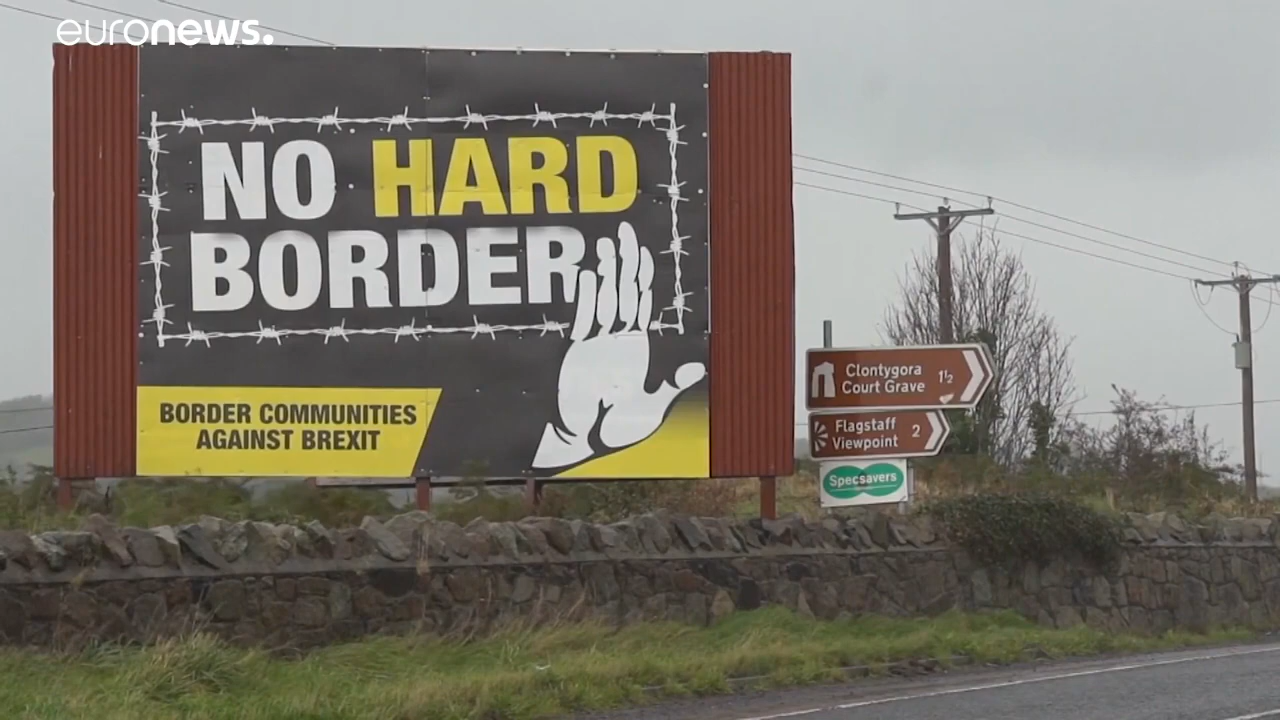 euronews.
NO HARD
BORDER
BORDER COMMUNITIES
AGAINST BREXIT
Clontygora
Court Grave 1½
Flagstaff
Viewpoint 2
Specsavers